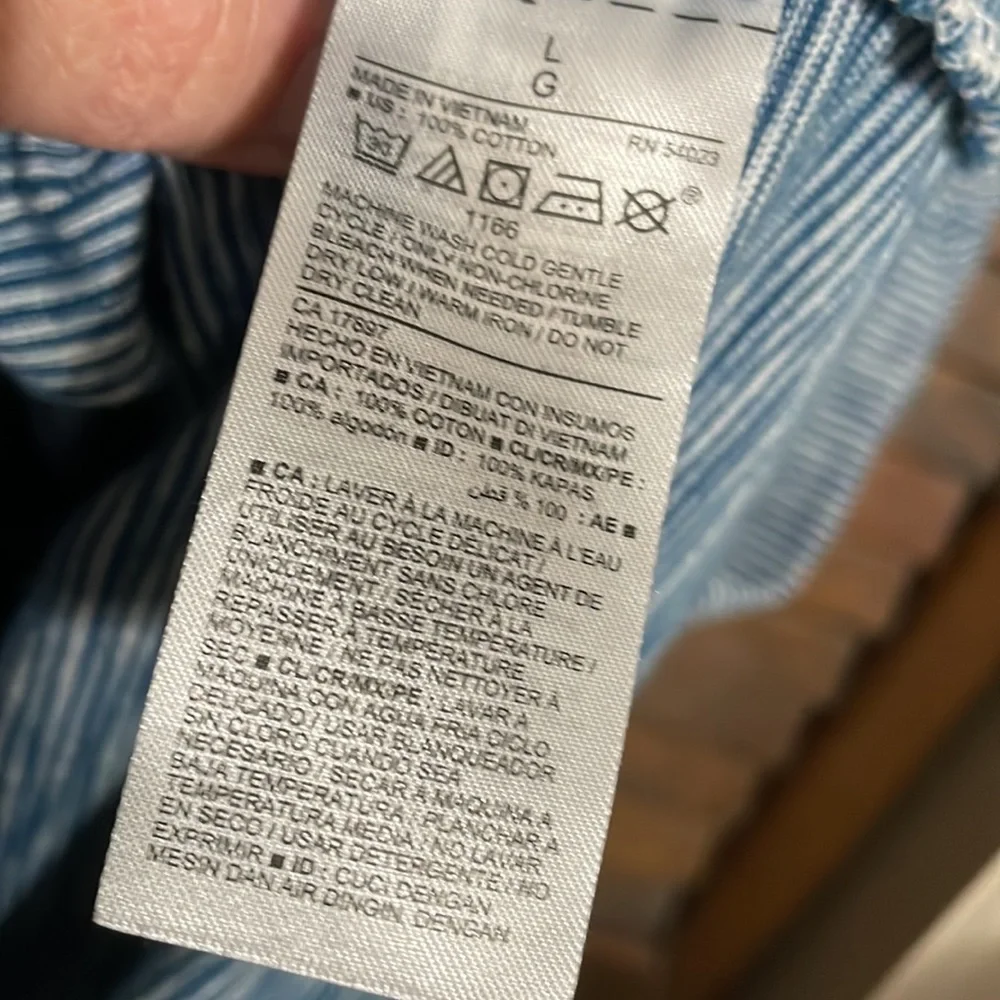 L
G
MADE IN VIETNAM RN 54023
■ US : 100% COTTON
30
1166
MACHINE WASH COLD GENTLE
CYCLE / ONLY NON-CHLORINE
BLEACH WHEN NEEDED / TUMBLE
DRY LOW / WARM IRON / DO NOT
DRY CLEAN
CA 17897
HECHO EN VIETNAM CON INSUMOS
IMPORTADOS / DIBUAT DI VIETNAM
■ CA : 100% COTON ■ CL/CR/MX/PE :
100% algodón ■ ID : 100% KAPAS
■ AE : 100 % قطن
■ CA : LAVER À LA MACHINE À L'EAU
FROIDE AU CYCLE DÉLICAT /
UTILISER AU BESOIN UN AGENT DE
BLANCHIMENT SANS CHLORE
UNIQUEMENT / SÉCHER À LA
MACHINE À BASSE TEMPÉRATURE /
REPASSER À TEMPÉRATURE
MOYENNE / NE PAS NETTOYER À
SEC ■ CL/CR/MX/PE : LAVAR A
MAQUINA CON AGUA FRIA, CICLO
DELICADO / USAR BLANQUEADOR
SIN CLORO CUANDO SEA
NECESARIO / SECAR A MAQUINA A
BAJA TEMPERATURA / PLANCHAR A
TEMPERATURA MEDIA / NO LAVAR
EN SECO / USAR DETERGENTE / NO
EXPRIMIR ■ ID : CUCI DENGAN
MESIN DAN AIR DINGIN, DENGAN